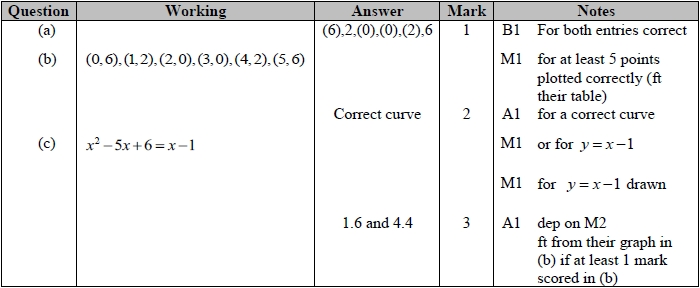 Question Working Answer Mark Notes
(a) (6),2,(0),(0),(2),6 1 B1 For both entries correct
(b) (0, 6), (1, 2), (2, 0), (3, 0), (4, 2), (5, 6) M1 for at least 5 points
plotted correctly (ft
their table)
Correct curve 2 A1 for a correct curve
(c) x² – 5x + 6 = x – 1 M1 or for y = x – 1
M1 for y = x – 1 drawn
1.6 and 4.4 3 A1 dep on M2
ft from their graph in
(b) if at least 1 mark
scored in (b)